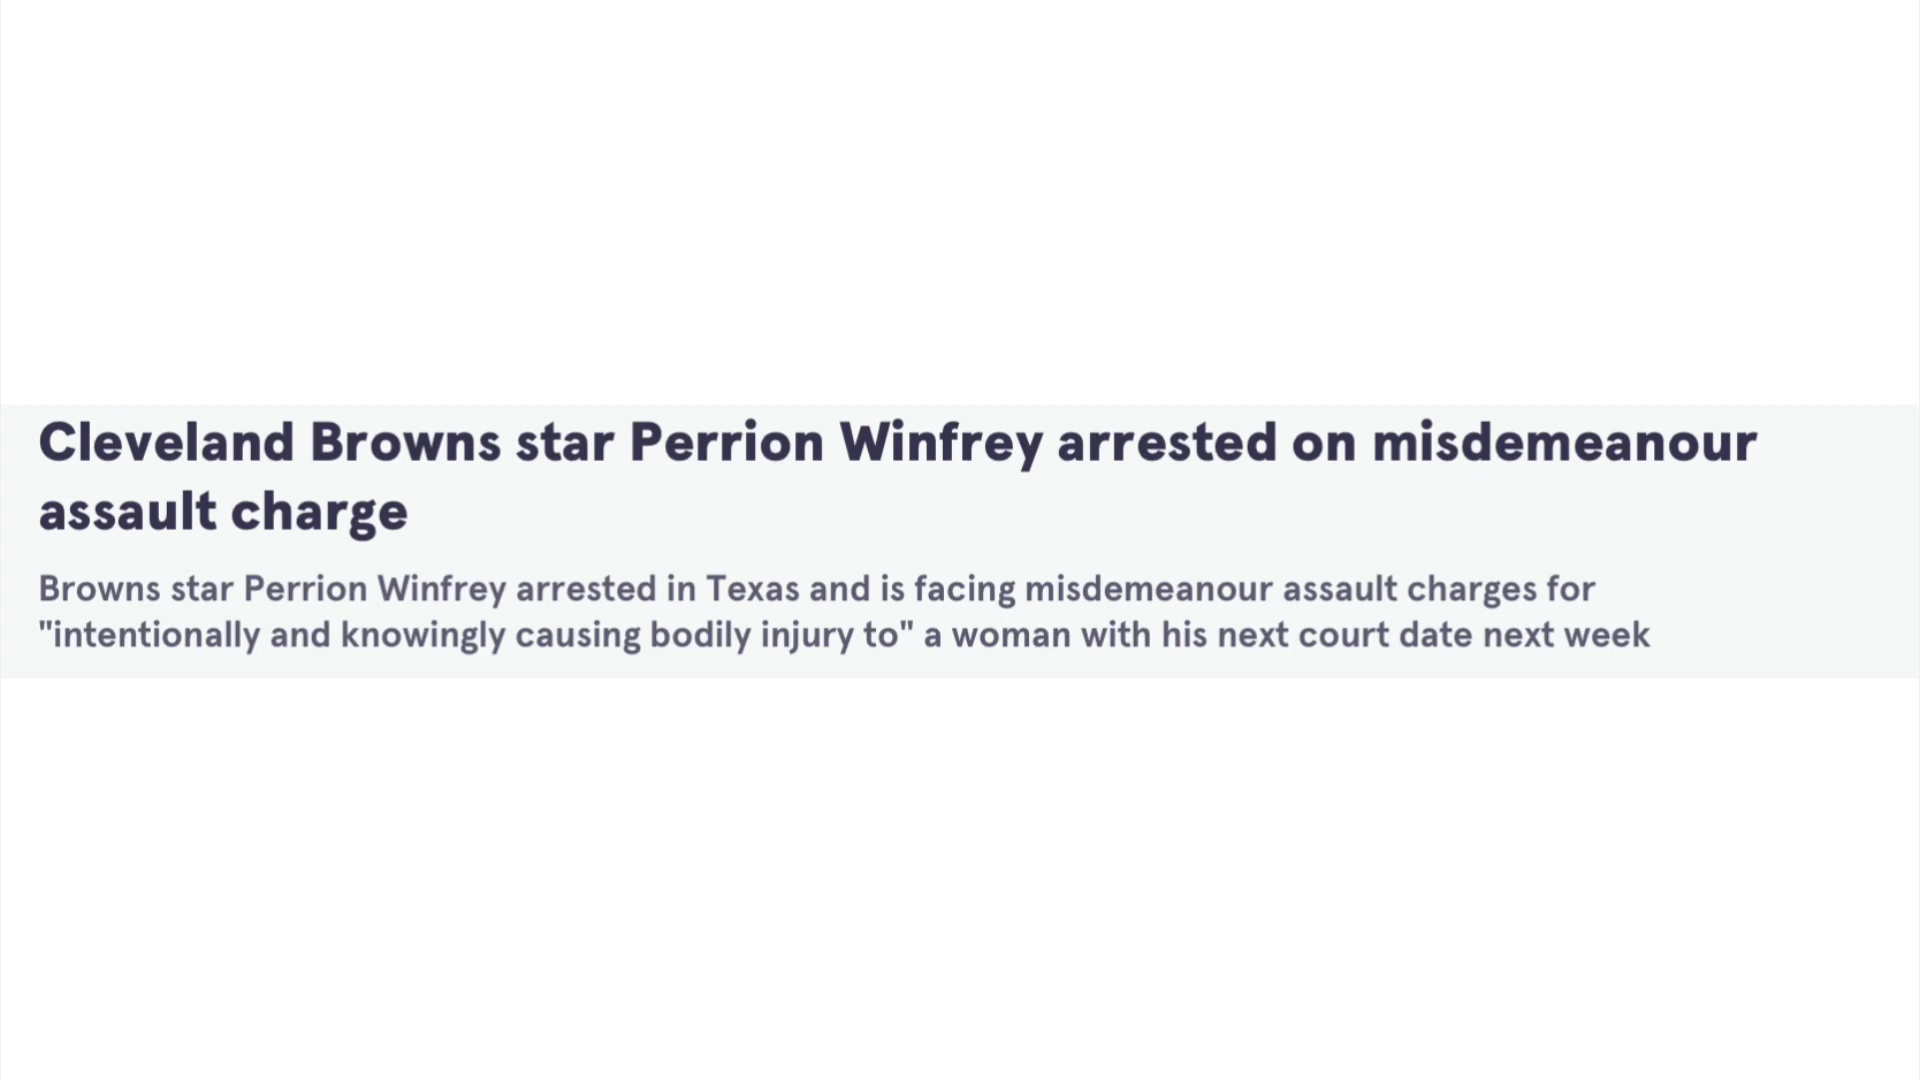 Cleveland Browns star Perrion Winfrey arrested on misdemeanour
assault charge
Browns star Perrion Winfrey arrested in Texas and is facing misdemeanour assault charges for
"intentionally and knowingly causing bodily injury to" a woman with his next court date next week